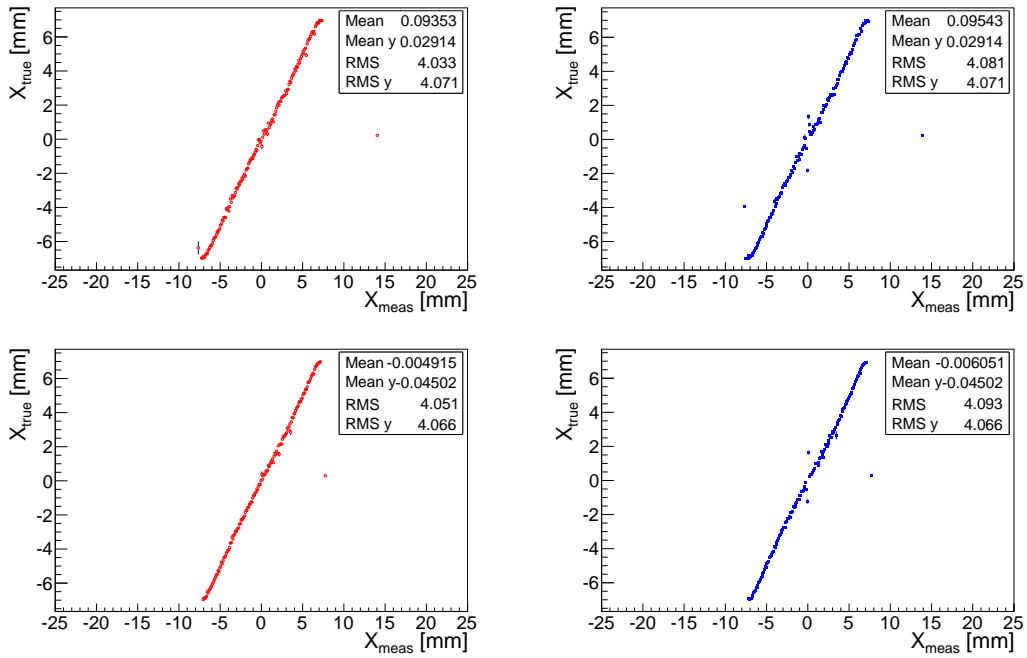 X_true [mm]
6
4
2
0
-2
-4
-6
Mean 0.09353
Mean y 0.02914
RMS 4.033
RMS y 4.071
-25 -20 -15 -10 -5 0 5 10 15 20 25
X_meas [mm]
X_true [mm]
6
4
2
0
-2
-4
-6
Mean 0.09543
Mean y 0.02914
RMS 4.081
RMS y 4.071
-25 -20 -15 -10 -5 0 5 10 15 20 25
X_meas [mm]
X_true [mm]
6
4
2
0
-2
-4
-6
Mean -0.004915
Mean y -0.04502
RMS 4.051
RMS y 4.066
-25 -20 -15 -10 -5 0 5 10 15 20 25
X_meas [mm]
X_true [mm]
6
4
2
0
-2
-4
-6
Mean -0.006051
Mean y -0.04502
RMS 4.093
RMS y 4.066
-25 -20 -15 -10 -5 0 5 10 15 20 25
X_meas [mm]